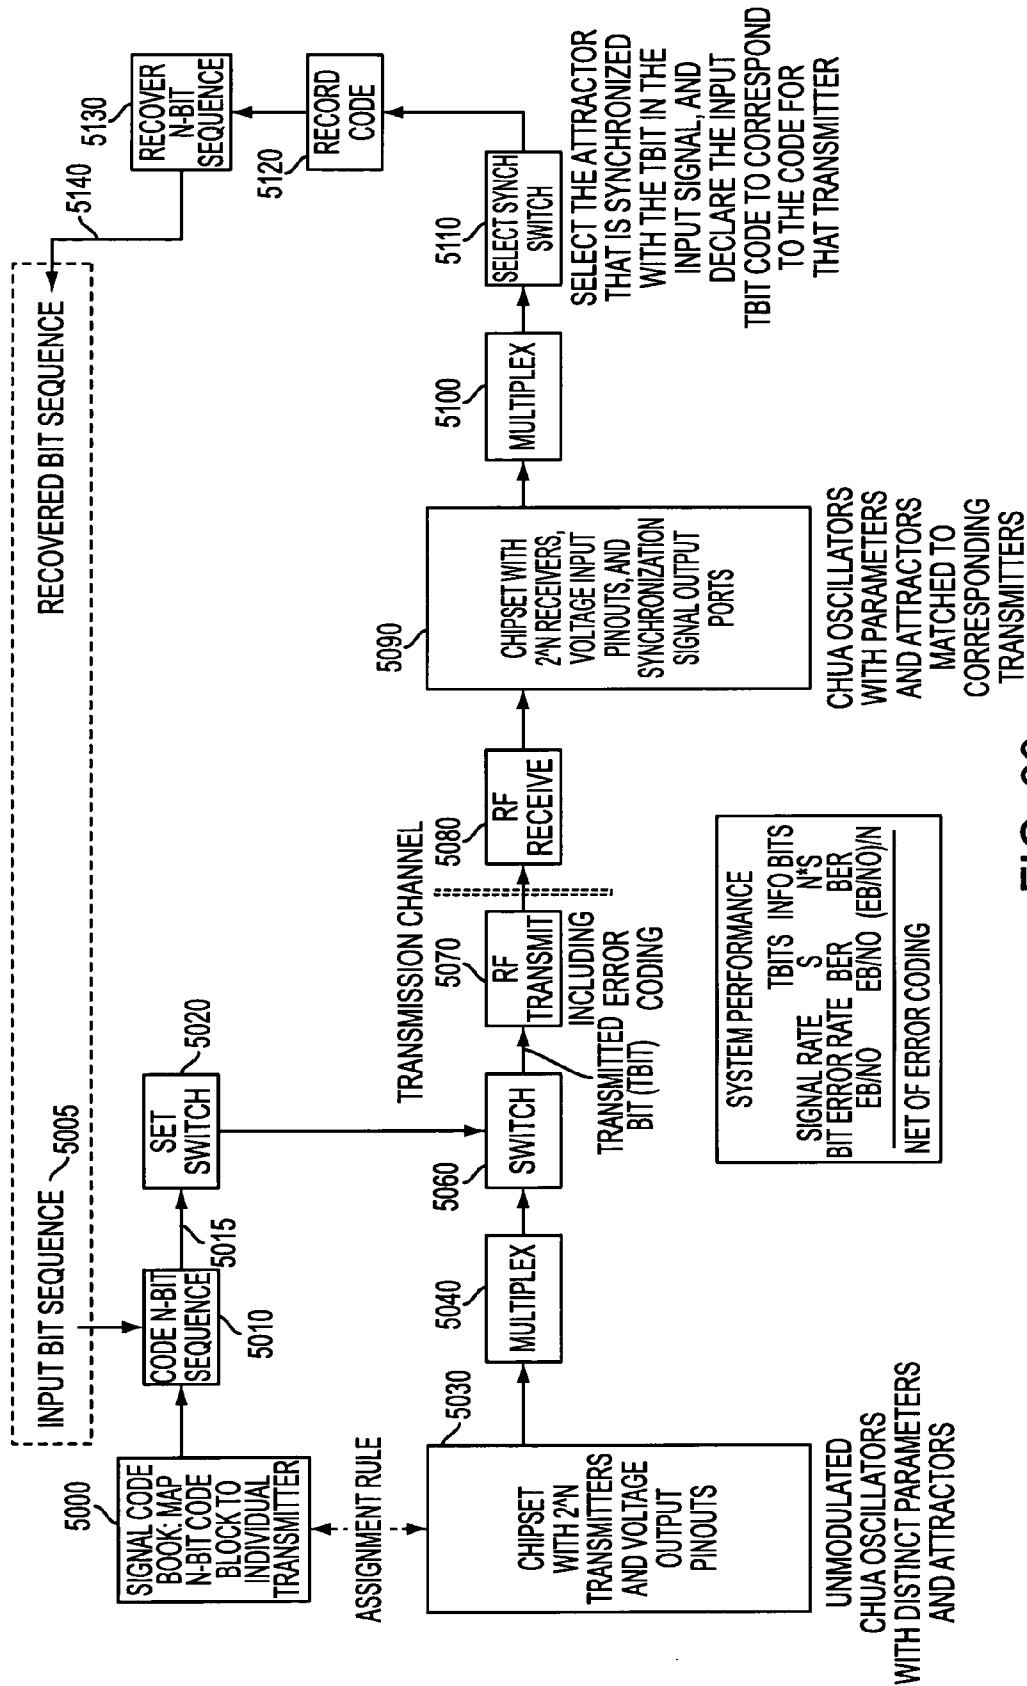 INPUT BIT SEQUENCE
5005
RECOVERED BIT SEQUENCE
5000
SIGNAL CODE
BOOK: MAP
N-BIT CODE
BLOCK TO
INDIVIDUAL
TRANSMITTER
CODE N-BIT
SEQUENCE
5010
5015
SET
SWITCH
5020
5140
5130
RECOVER
N-BIT
SEQUENCE
5120
RECORD
CODE
ASSIGNMENT RULE
5030
CHIPSET
WITH 2^N
TRANSMITTERS
AND VOLTAGE
OUTPUT
PINOUTS
UNMODULATED
CHUA OSCILLATORS
WITH DISTINCT PARAMETERS
AND ATTRACTORS
5040
MULTIPLEX
5060
SWITCH
TRANSMITTED
BIT (TBIT)
TRANSMISSION CHANNEL
5070
RF
TRANSMIT
INCLUDING
ERROR
CODING
5080
RF
RECEIVE
5090
CHIPSET WITH
2^N RECEIVERS,
VOLTAGE INPUT
PINOUTS, AND
SYNCHRONIZATION
SIGNAL OUTPUT
PORTS
CHUA OSCILLATORS
WITH PARAMETERS
AND ATTRACTORS
MATCHED TO
CORRESPONDING
TRANSMITTERS
5100
MULTIPLEX
5110
SELECT SYNCH
SWITCH
SELECT THE ATTRACTOR
THAT IS SYNCHRONIZED
WITH THE TBIT IN THE
INPUT SIGNAL, AND
DECLARE THE INPUT
TBIT CODE TO CORRESPOND
TO THE CODE FOR
THAT TRANSMITTER
SYSTEM PERFORMANCE
TBITS INFO BITS
SIGNAL RATE S N*S
BIT ERROR RATE BER BER
EB/NO EB/NO (EB/NO)/N
NET OF ERROR CODING